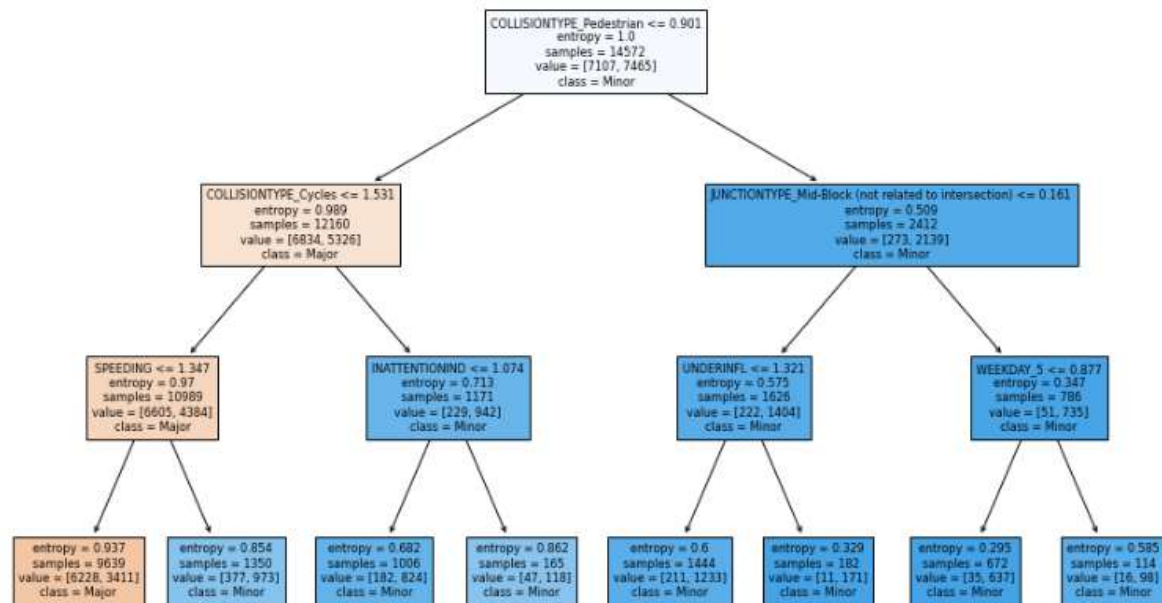 COLLISIONTYPE_Pedestrian <= 0.901
entropy = 1.0
samples = 14572
value = [7107, 7465]
class = Minor
COLLISIONTYPE_Cycles <= 1.531
entropy = 0.989
samples = 12160
value = [6834, 5326]
class = Major
JUNCTIONTYPE_Mid-Block (not related to intersection) <= 0.161
entropy = 0.509
samples = 2412
value = [273, 2139]
class = Minor
SPEEDING <= 1.347
entropy = 0.97
samples = 10989
value = [6605, 4384]
class = Major
INATTENTIONIND <= 1.074
entropy = 0.713
samples = 1171
value = [229, 942]
class = Minor
UNDERINFL <= 1.321
entropy = 0.575
samples = 1626
value = [222, 1404]
class = Minor
WEEKDAY_5 <= 0.877
entropy = 0.347
samples = 786
value = [51, 735]
class = Minor
entropy = 0.937
samples = 9639
value = [6228, 3411]
class = Major
entropy = 0.854
samples = 1350
value = [377, 973]
class = Minor
entropy = 0.682
samples = 1006
value = [182, 824]
class = Minor
entropy = 0.862
samples = 165
value = [47, 118]
class = Minor
entropy = 0.6
samples = 1444
value = [211, 1233]
class = Minor
entropy = 0.329
samples = 182
value = [11, 171]
class = Minor
entropy = 0.295
samples = 672
value = [35, 637]
class = Minor
entropy = 0.585
samples = 114
value = [16, 98]
class = Minor